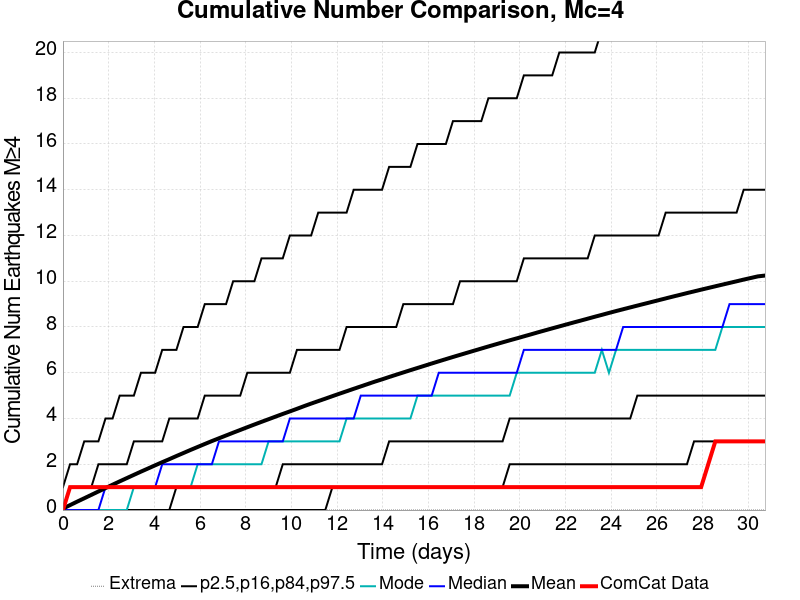 Cumulative Number Comparison, Mc=4
Cumulative Num Earthquakes M≥4
20
18
16
14
12
10
8
6
4
2
0
0 2 4 6 8 10 12 14 16 18 20 22 24 26 28 30
Time (days)
Extrema p2.5,p16,p84,p97.5 Mode Median Mean ComCat Data